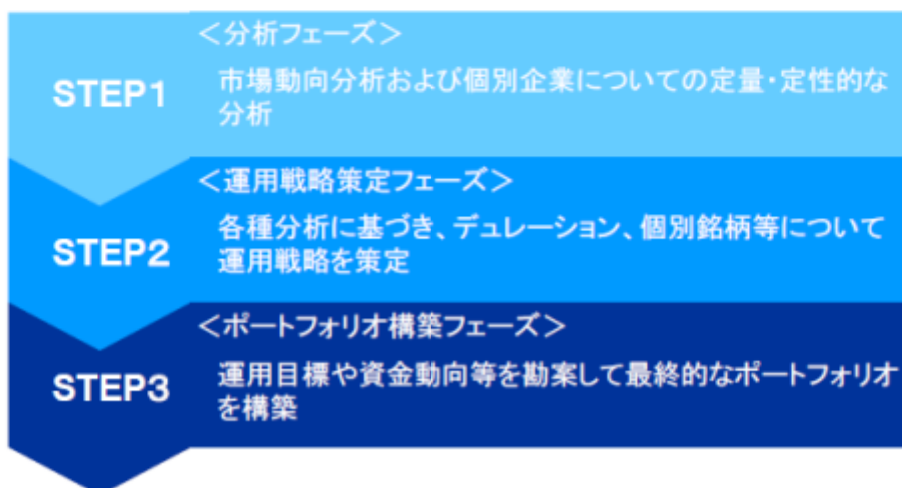 <分析フェーズ>
STEP1
市場動向分析および個別企業についての定量・定性的な
分析
<運用戦略策定フェーズ>
STEP2
各種分析に基づき、デュレーション、個別銘柄等について
運用戦略を策定
<ポートフォリオ構築フェーズ>
STEP3
運用目標や資金動向等を勘案して最終的なポートフォリオ
を構築